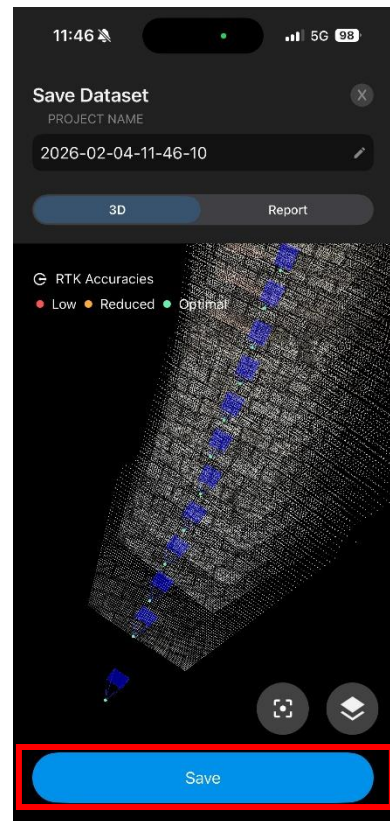 11:46 5G 98
Save Dataset X
PROJECT NAME
2026-02-04-11-46-10
3D Report
RTK Accuracies
Low Reduced Optimal
Save